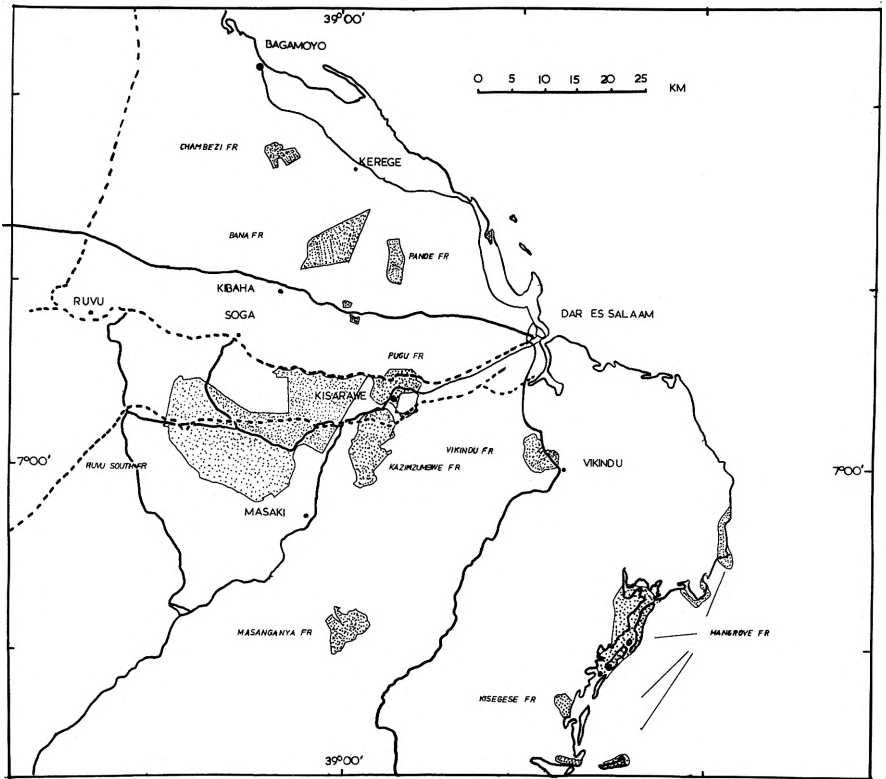 39°00'
BAGAMOYO
0 5 10 15 20 25 KM
CHAMBEZI FR
KEREGE
BANA FR
PANDE FR
KIBAHA
RUVU
SOGA
DAR ES SALAAM
PUGU FR
KISARAWE
VIKINDU FR
7°00'
RUVU SOUTH FR
KAZIMZUMBWE FR
VIKINDU
7°00'
MASAKI
MASANGANYA FR
MANGROVE FR
KISEGESE FR
39°00'